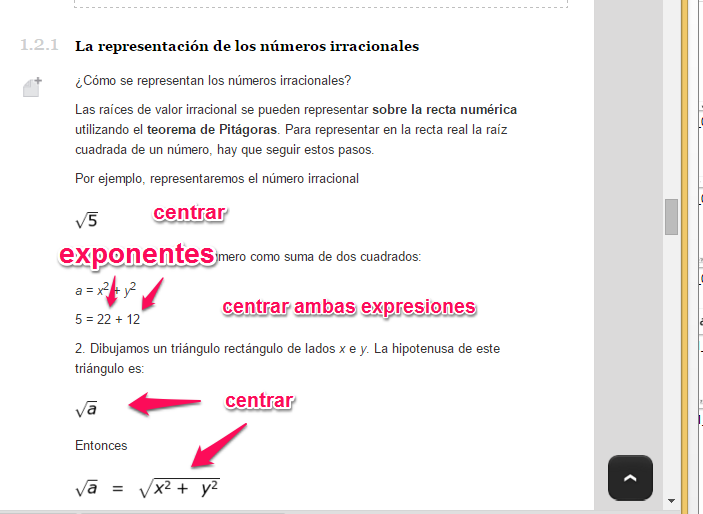 1.2.1 La representación de los números irracionales
¿Cómo se representan los números irracionales?
Las raíces de valor irracional se pueden representar sobre la recta numérica
utilizando el teorema de Pitágoras. Para representar en la recta real la raíz
cuadrada de un número, hay que seguir estos pasos.
Por ejemplo, representaremos el número irracional
√5 centrar
exponentes mero como suma de dos cuadrados:
a = x² + y²
centrar ambas expresiones
5 = 22 + 12
2. Dibujamos un triángulo rectángulo de lados x e y. La hipotenusa de este
triángulo es:
√a centrar
Entonces
√a = √x² + y²